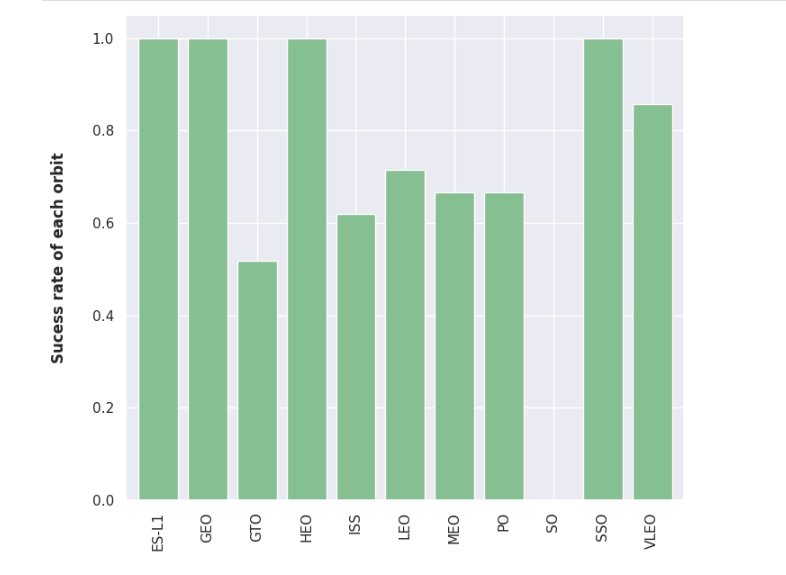 Sucess rate of each orbit
1.0
0.8
0.6
0.4
0.2
0.0
ES-L1
GEO
GTO
HEO
ISS
LEO
MEO
PO
SO
SSO
VLEO